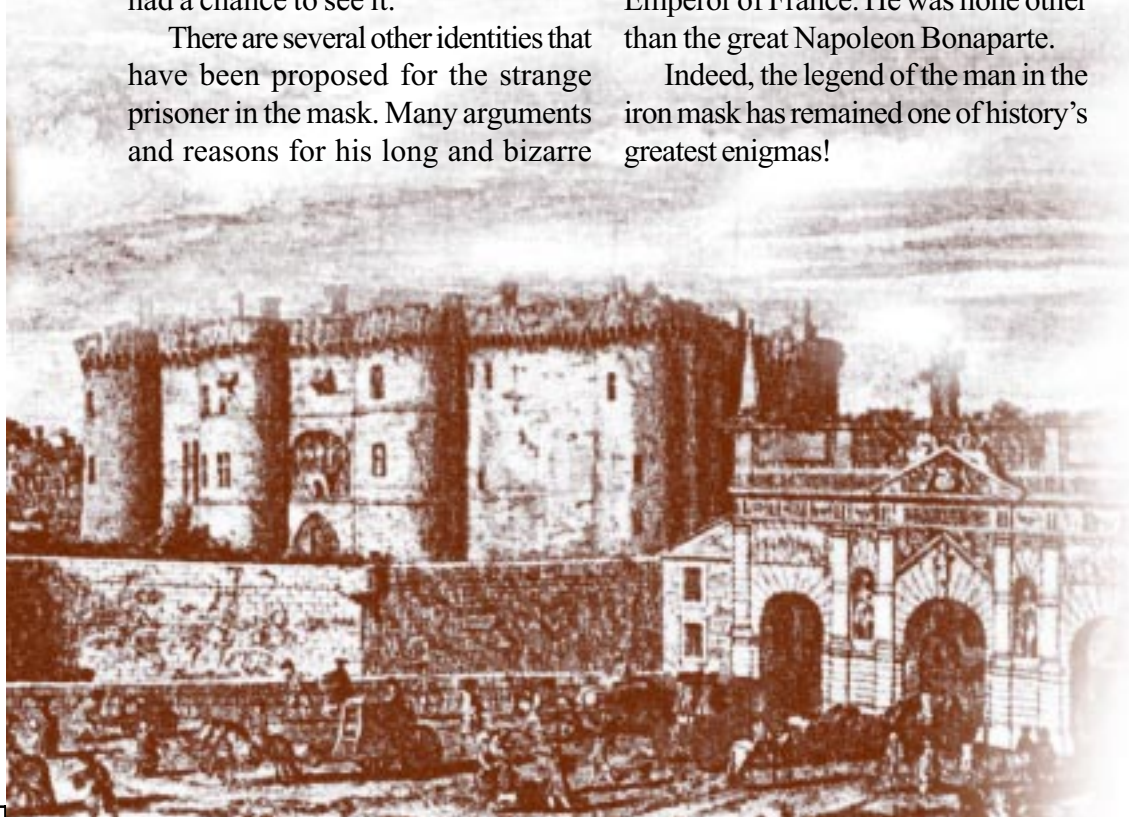 had a chance to see it.
There are several other identities that
have been proposed for the strange
prisoner in the mask. Many arguments
and reasons for his long and bizarre
Emperor of France. He was none other
than the great Napoleon Bonaparte.
Indeed, the legend of the man in the
iron mask has remained one of history’s
greatest enigmas!